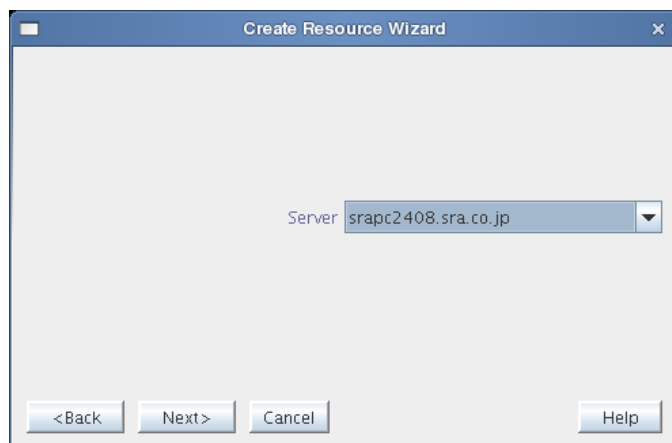 Create Resource Wizard
Server srapc2408.sra.co.jp
<Back Next> Cancel Help